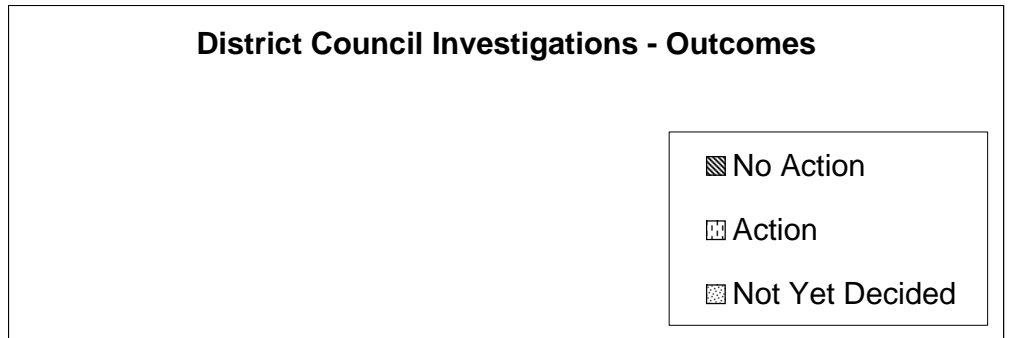 District Council Investigations - Outcomes
No Action
Action
Not Yet Decided